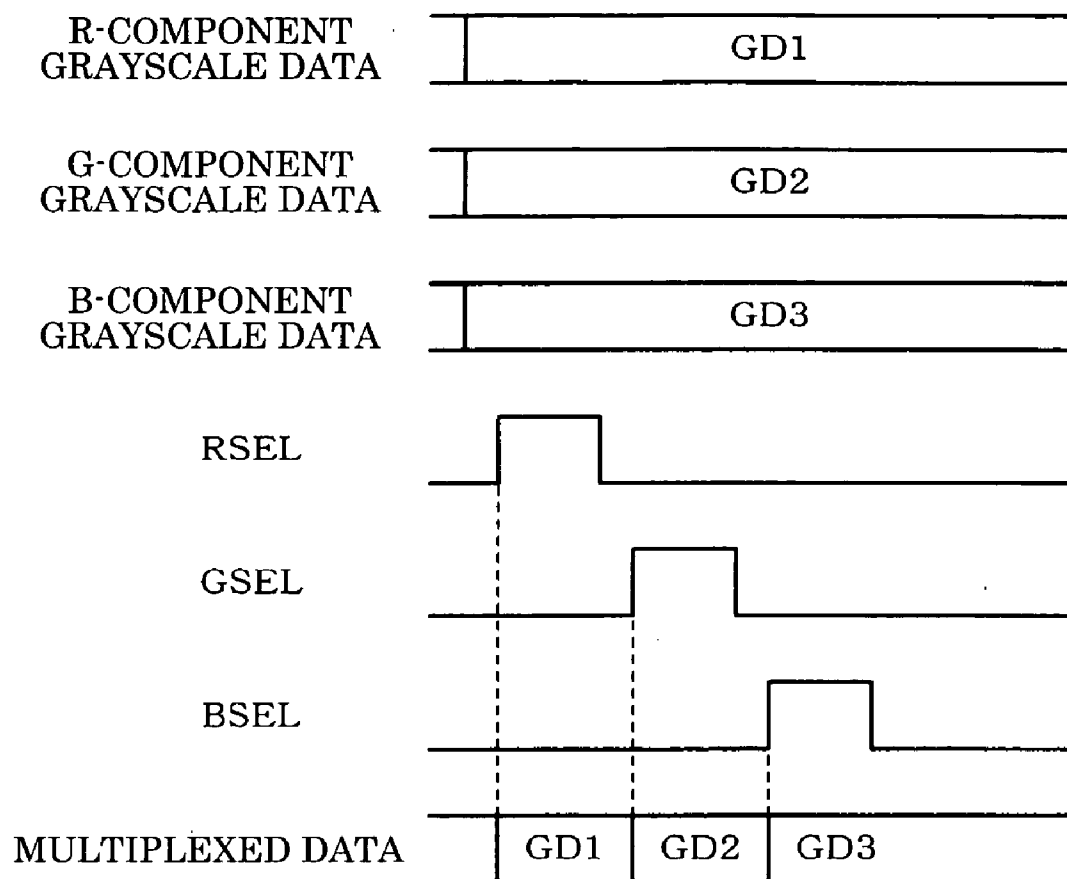 R-COMPONENT
GRAYSCALE DATA
GD1
G-COMPONENT
GRAYSCALE DATA
GD2
B-COMPONENT
GRAYSCALE DATA
GD3
RSEL
GSEL
BSEL
MULTIPLEXED DATA GD1 GD2 GD3